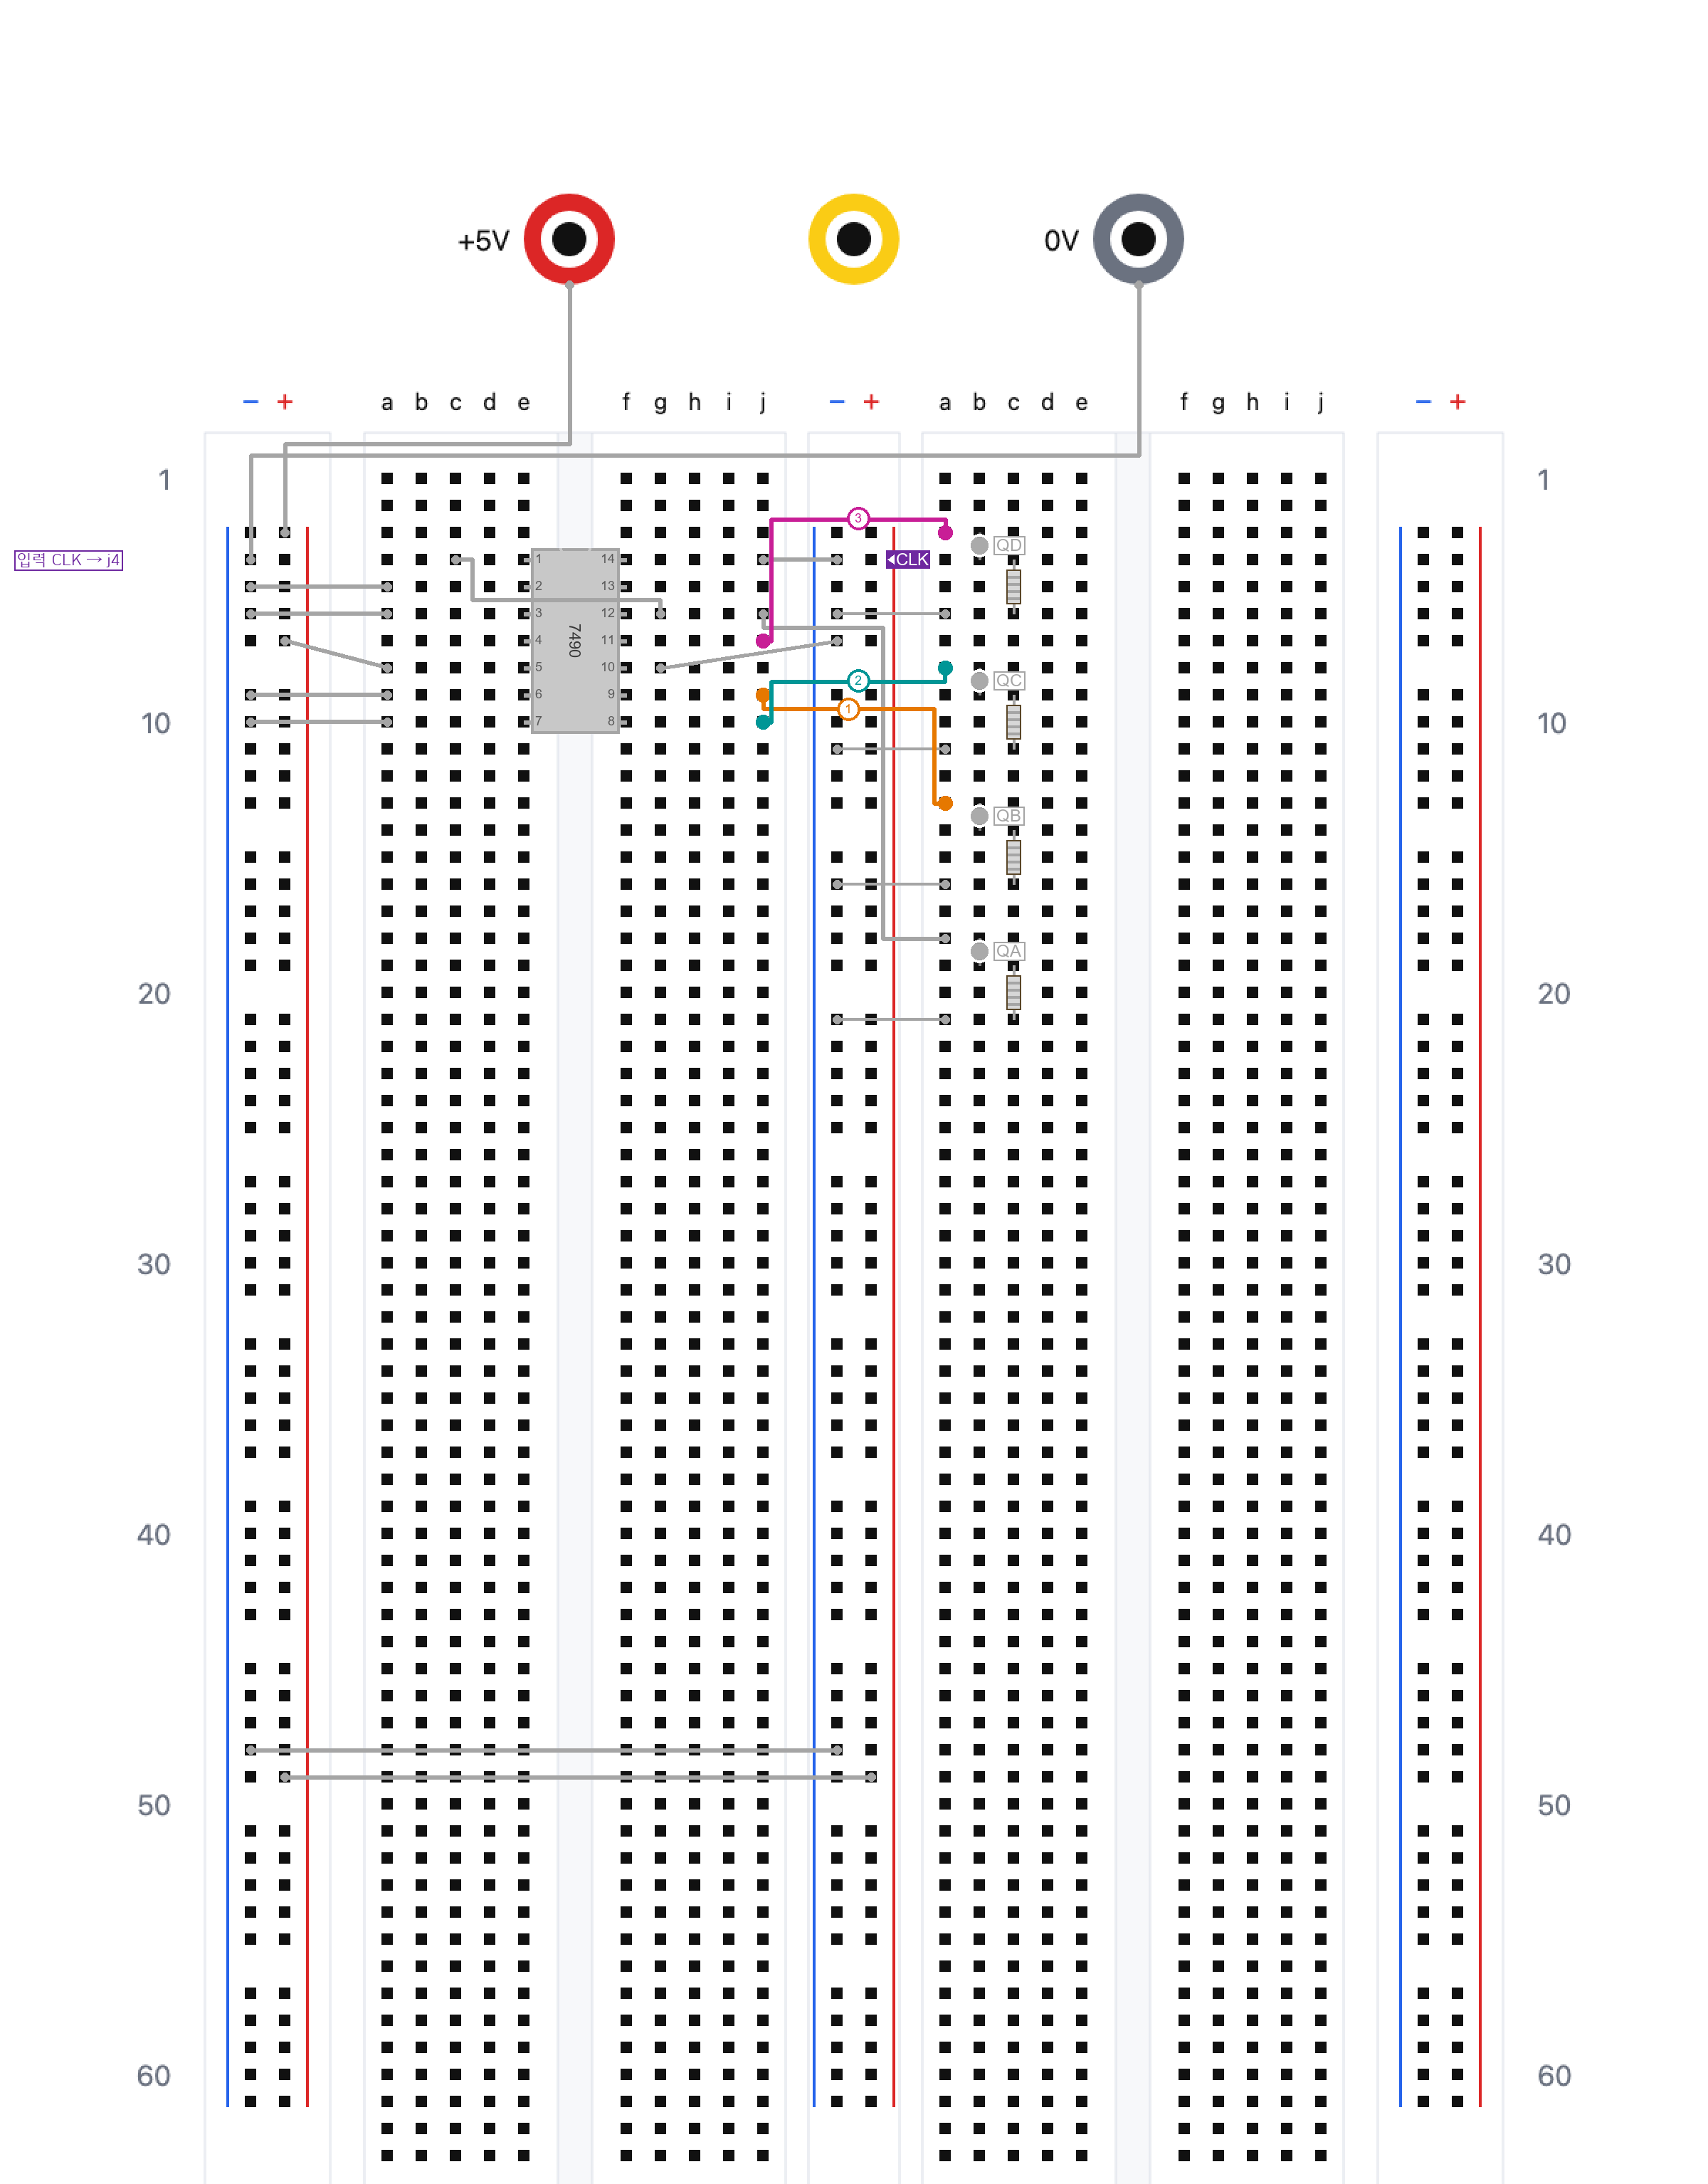 +5V
0V
− + a b c d e f g h i j − + a b c d e f g h i j − +
1 1
③
QD
입력 CLK → j4
1 14
◀CLK
2 13
3 12
4 11
7490
5 10
②
QC
6 9
①
10 7 8 10
QB
QA
20 20
30 30
40 40
50 50
60 60